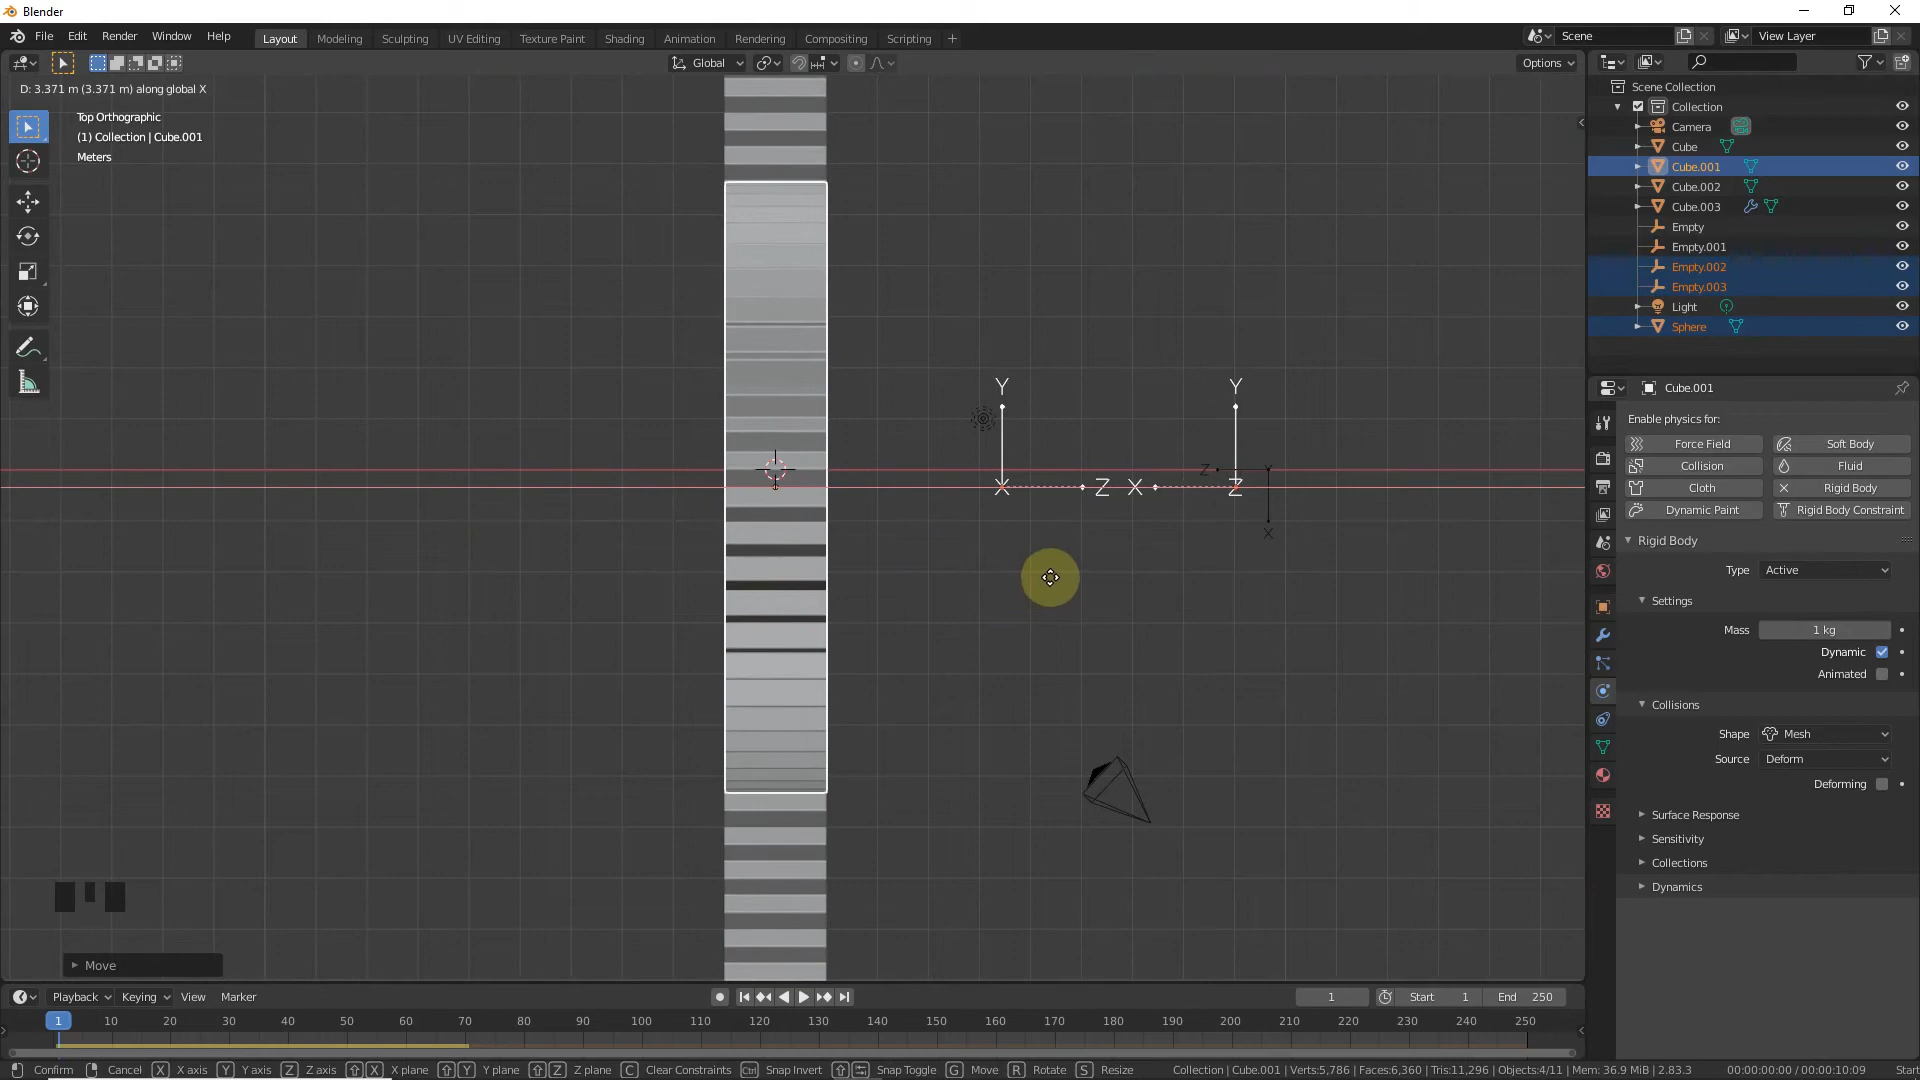 Blender
File Edit Render Window Help Layout Modeling Sculpting UV Editing Texture Paint Shading Animation Rendering Compositing Scripting + Scene View Layer
Global Options
D: 3.371 m (3.371 m) along global X
Top Orthographic
(1) Collection | Cube.001
Meters
Scene Collection
Collection
Camera
Cube
Cube.001
Cube.002
Cube.003
Empty
Empty.001
Empty.002
Empty.003
Light
Sphere
Y Y
Z Y
X Z X Z
X
Cube.001
Enable physics for:
Force Field Soft Body
Collision Fluid
Cloth Rigid Body
Dynamic Paint Rigid Body Constraint
Rigid Body
Type Active
Settings
Mass 1 kg
Dynamic
Animated
Collisions
Shape Mesh
Source Deform
Deforming
Surface Response
Sensitivity
Collections
Dynamics
Move
Playback Keying View Marker 1 Start 1 End 250
1 10 20 30 40 50 60 70 80 90 100 110 120 130 140 150 160 170 180 190 200 210 220 230 240 250
Confirm Cancel X X axis Y Y axis Z Z axis X X plane Y Y plane Z Z plane C Clear Constraints Ctrl Snap Invert Snap Toggle G Move R Rotate S Resize Collection | Cube.001 | Verts:5,786 | Faces:6,360 | Tris:11,296 | Objects:4/11 | Mem: 36.9 MiB | 2.83.3 00:00:00:00 / 00:00:10:09 Start